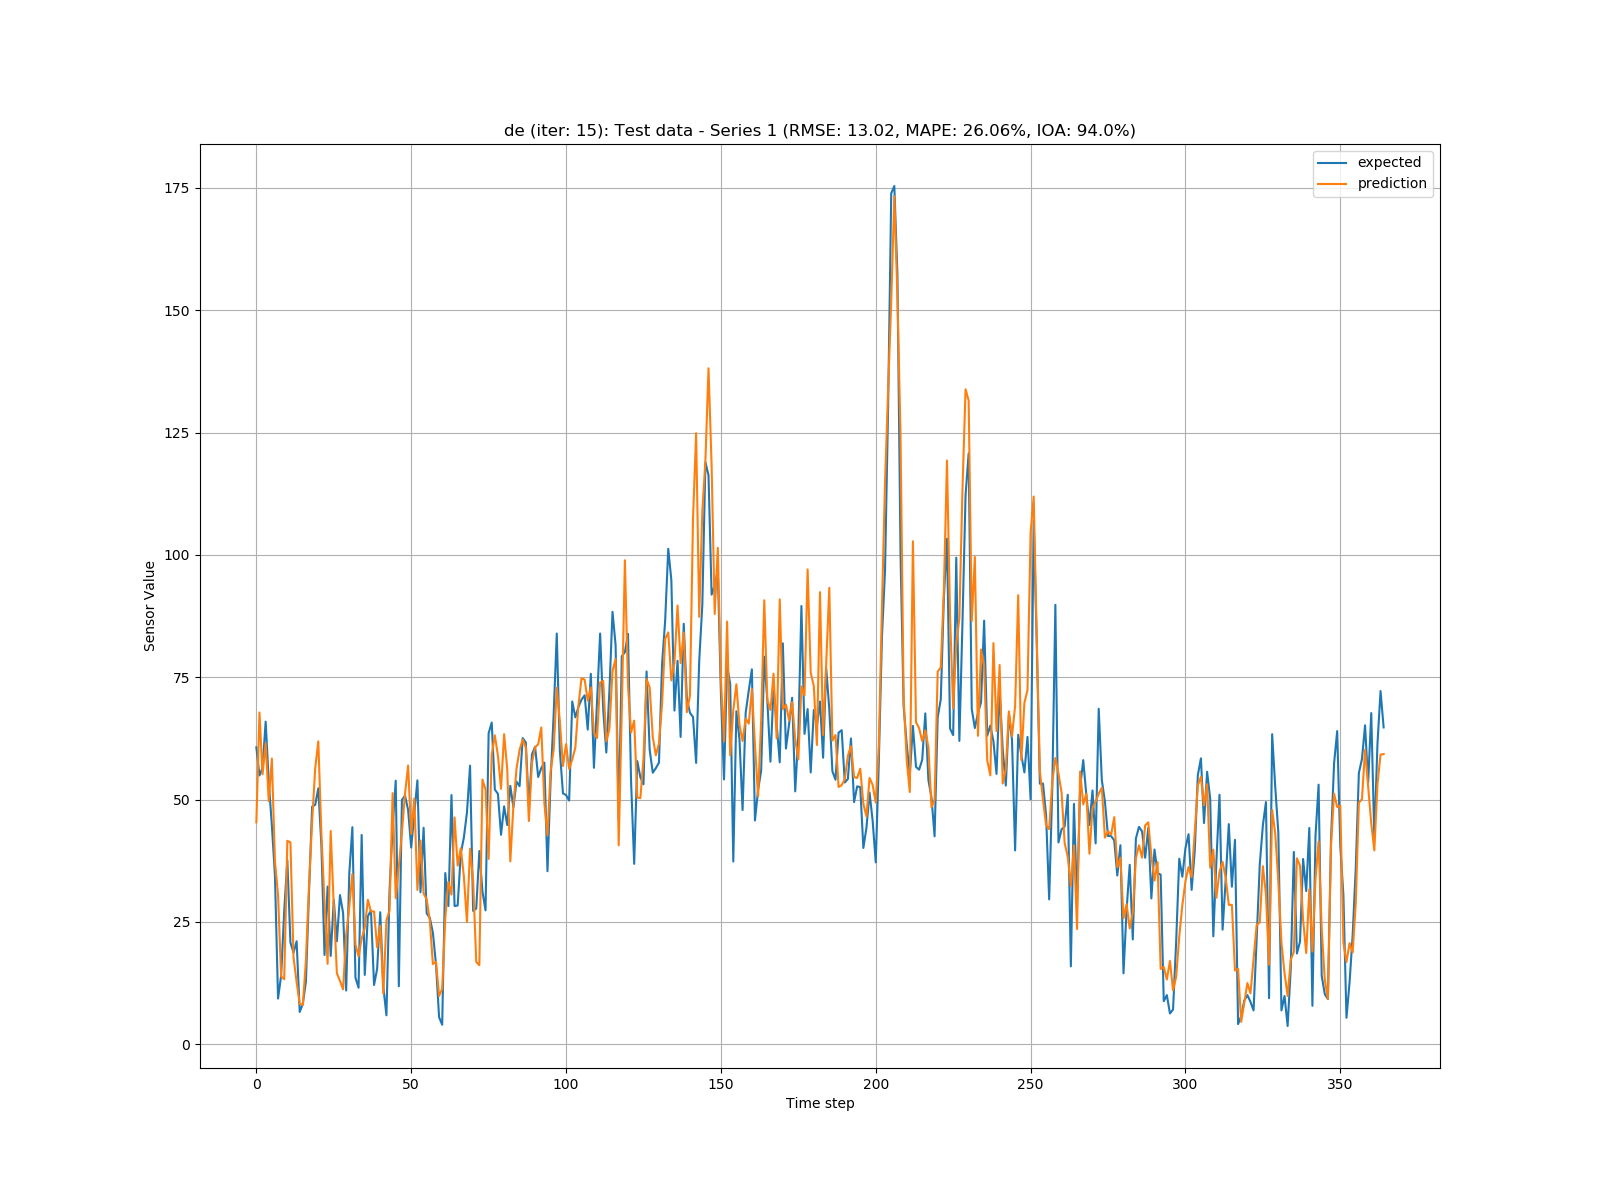 de (iter: 15): Test data - Series 1 (RMSE: 13.02, MAPE: 26.06%, IOA: 94.0%)
expected
prediction
175
150
125
100
75
50
25
0
Sensor Value
0 50 100 150 200 250 300 350
Time step